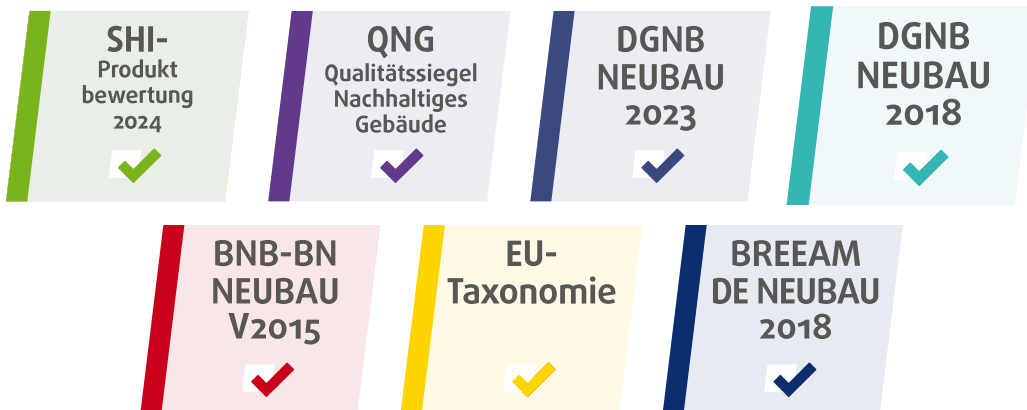 SHI-
Produkt
bewertung
2024
QNG
Qualitätssiegel
Nachhaltiges
Gebäude
DGNB
NEUBAU
2023
DGNB
NEUBAU
2018
BNB-BN
NEUBAU
V2015
EU-
Taxonomie
BREEAM
DE NEUBAU
2018